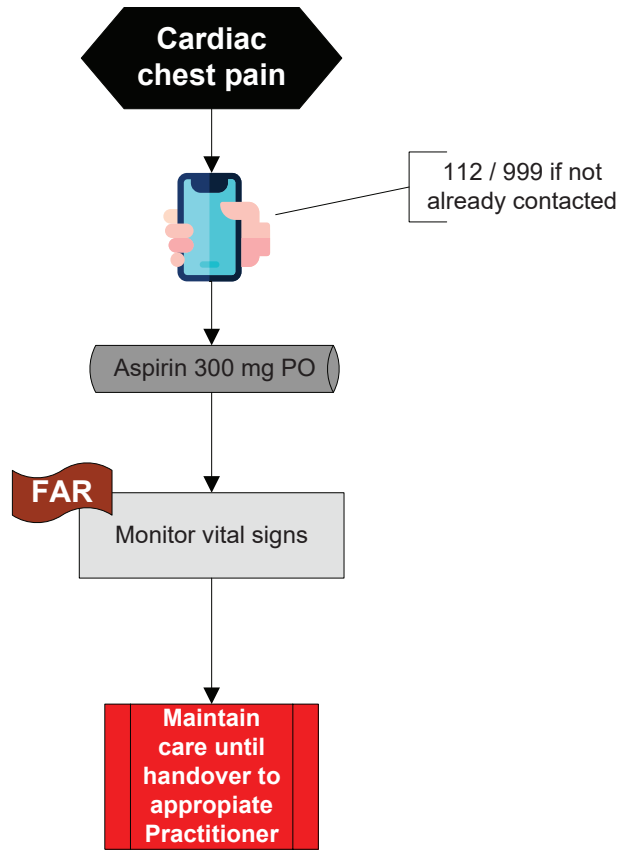 Cardiac
chest pain
112 / 999 if not
already contacted
Aspirin 300 mg PO
FAR
Monitor vital signs
Maintain
care until
handover to
appropiate
Practitioner